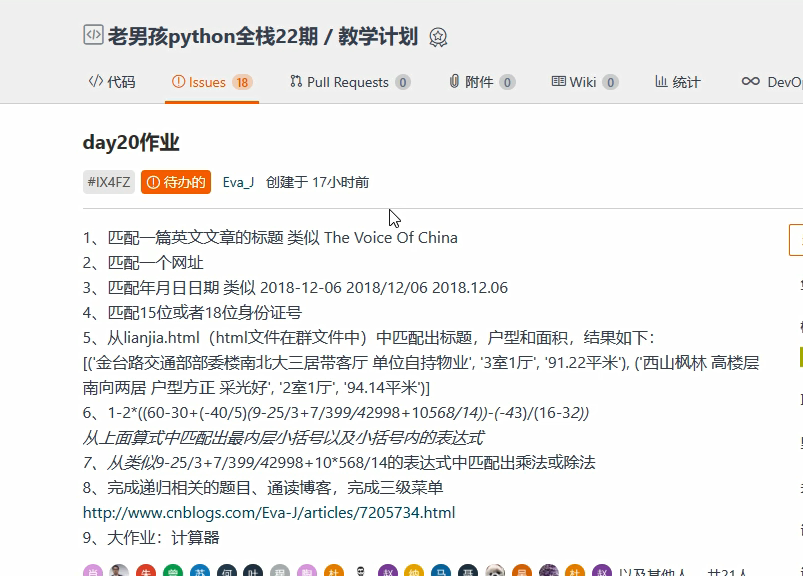 老男孩python全栈22期 / 教学计划
代码 Issues 18 Pull Requests 0 附件 0 Wiki 0 统计 DevO
day20作业
#IX4FZ 待办的 Eva_J 创建于 17小时前
1、匹配一篇英文文章的标题 类似 The Voice Of China
2、匹配一个网址
3、匹配年月日日期 类似 2018-12-06 2018/12/06 2018.12.06
4、匹配15位或者18位身份证号
5、从lianjia.html（html文件在群文件中）中匹配出标题，户型和面积，结果如下：
[('金台路交通部部委楼南北大三居带客厅 单位自持物业', '3室1厅', '91.22平米'), ('西山枫林 高楼层
南向两居 户型方正 采光好', '2室1厅', '94.14平米')]
6、1-2*((60-30+(-40/5)(9-25/3+7/399/42998+10568/14))-(-43)/(16-32))
从上面算式中匹配出最内层小括号以及小括号内的表达式
7、从类似9-25/3+7/399/42998+10*568/14的表达式中匹配出乘法或除法
8、完成递归相关的题目、通读博客，完成三级菜单
http://www.cnblogs.com/Eva-J/articles/7205734.html
9、大作业：计算器